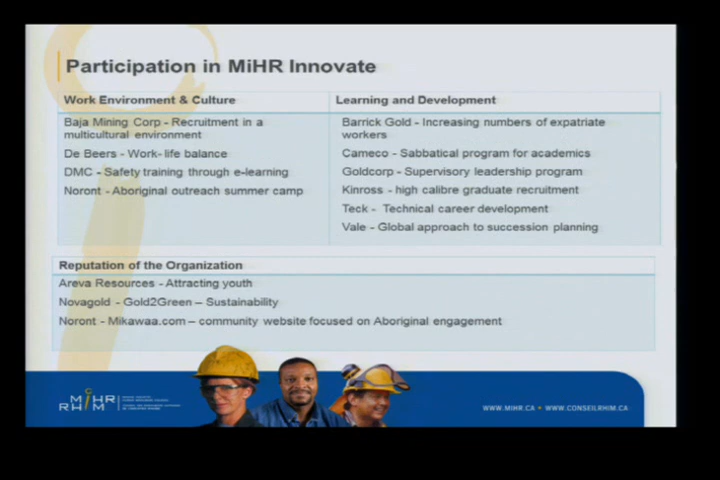 Participation in MiHR Innovate
Work Environment & Culture
Baja Mining Corp - Recruitment in a
multicultural environment
De Beers - Work- life balance
DMC - Safety training through e-learning
Noront - Aboriginal outreach summer camp
Learning and Development
Barrick Gold - Increasing numbers of expatriate
workers
Cameco - Sabbatical program for academics
Goldcorp - Supervisory leadership program
Kinross - high calibre graduate recruitment
Teck - Technical career development
Vale - Global approach to succession planning
Reputation of the Organization
Areva Resources - Attracting youth
Novagold - Gold2Green – Sustainability
Noront - Mikawaa.com – community website focused on Aboriginal engagement
MiHR
RHiM
WWW.MIHR.CA • WWW.CONSEILRHIM.CA